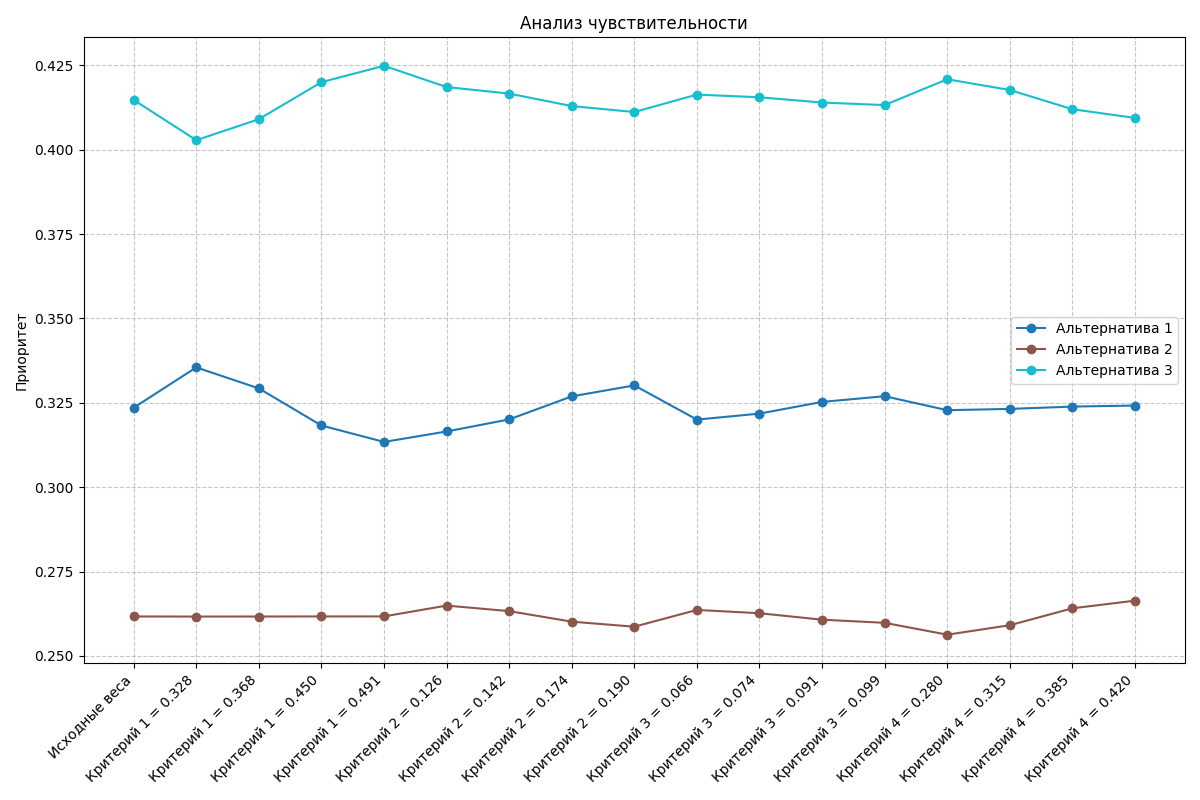 Анализ чувствительности
Приоритет
0.425
0.400
0.375
0.350
0.325
0.300
0.275
0.250
Альтернатива 1
Альтернатива 2
Альтернатива 3
Исходные веса
Критерий 1 = 0.328
Критерий 1 = 0.368
Критерий 1 = 0.450
Критерий 1 = 0.491
Критерий 2 = 0.126
Критерий 2 = 0.142
Критерий 2 = 0.174
Критерий 2 = 0.190
Критерий 3 = 0.066
Критерий 3 = 0.074
Критерий 3 = 0.091
Критерий 3 = 0.099
Критерий 4 = 0.280
Критерий 4 = 0.315
Критерий 4 = 0.385
Критерий 4 = 0.420